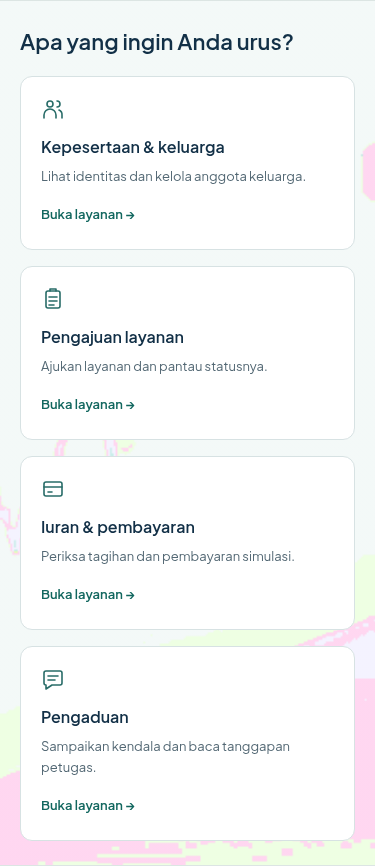 Apa yang ingin Anda urus?
Kepesertaan & keluarga
Lihat identitas dan kelola anggota keluarga.
Buka layanan →
Pengajuan layanan
Ajukan layanan dan pantau statusnya.
Buka layanan →
Iuran & pembayaran
Periksa tagihan dan pembayaran simulasi.
Buka layanan →
Pengaduan
Sampaikan kendala dan baca tanggapan
petugas.
Buka layanan →